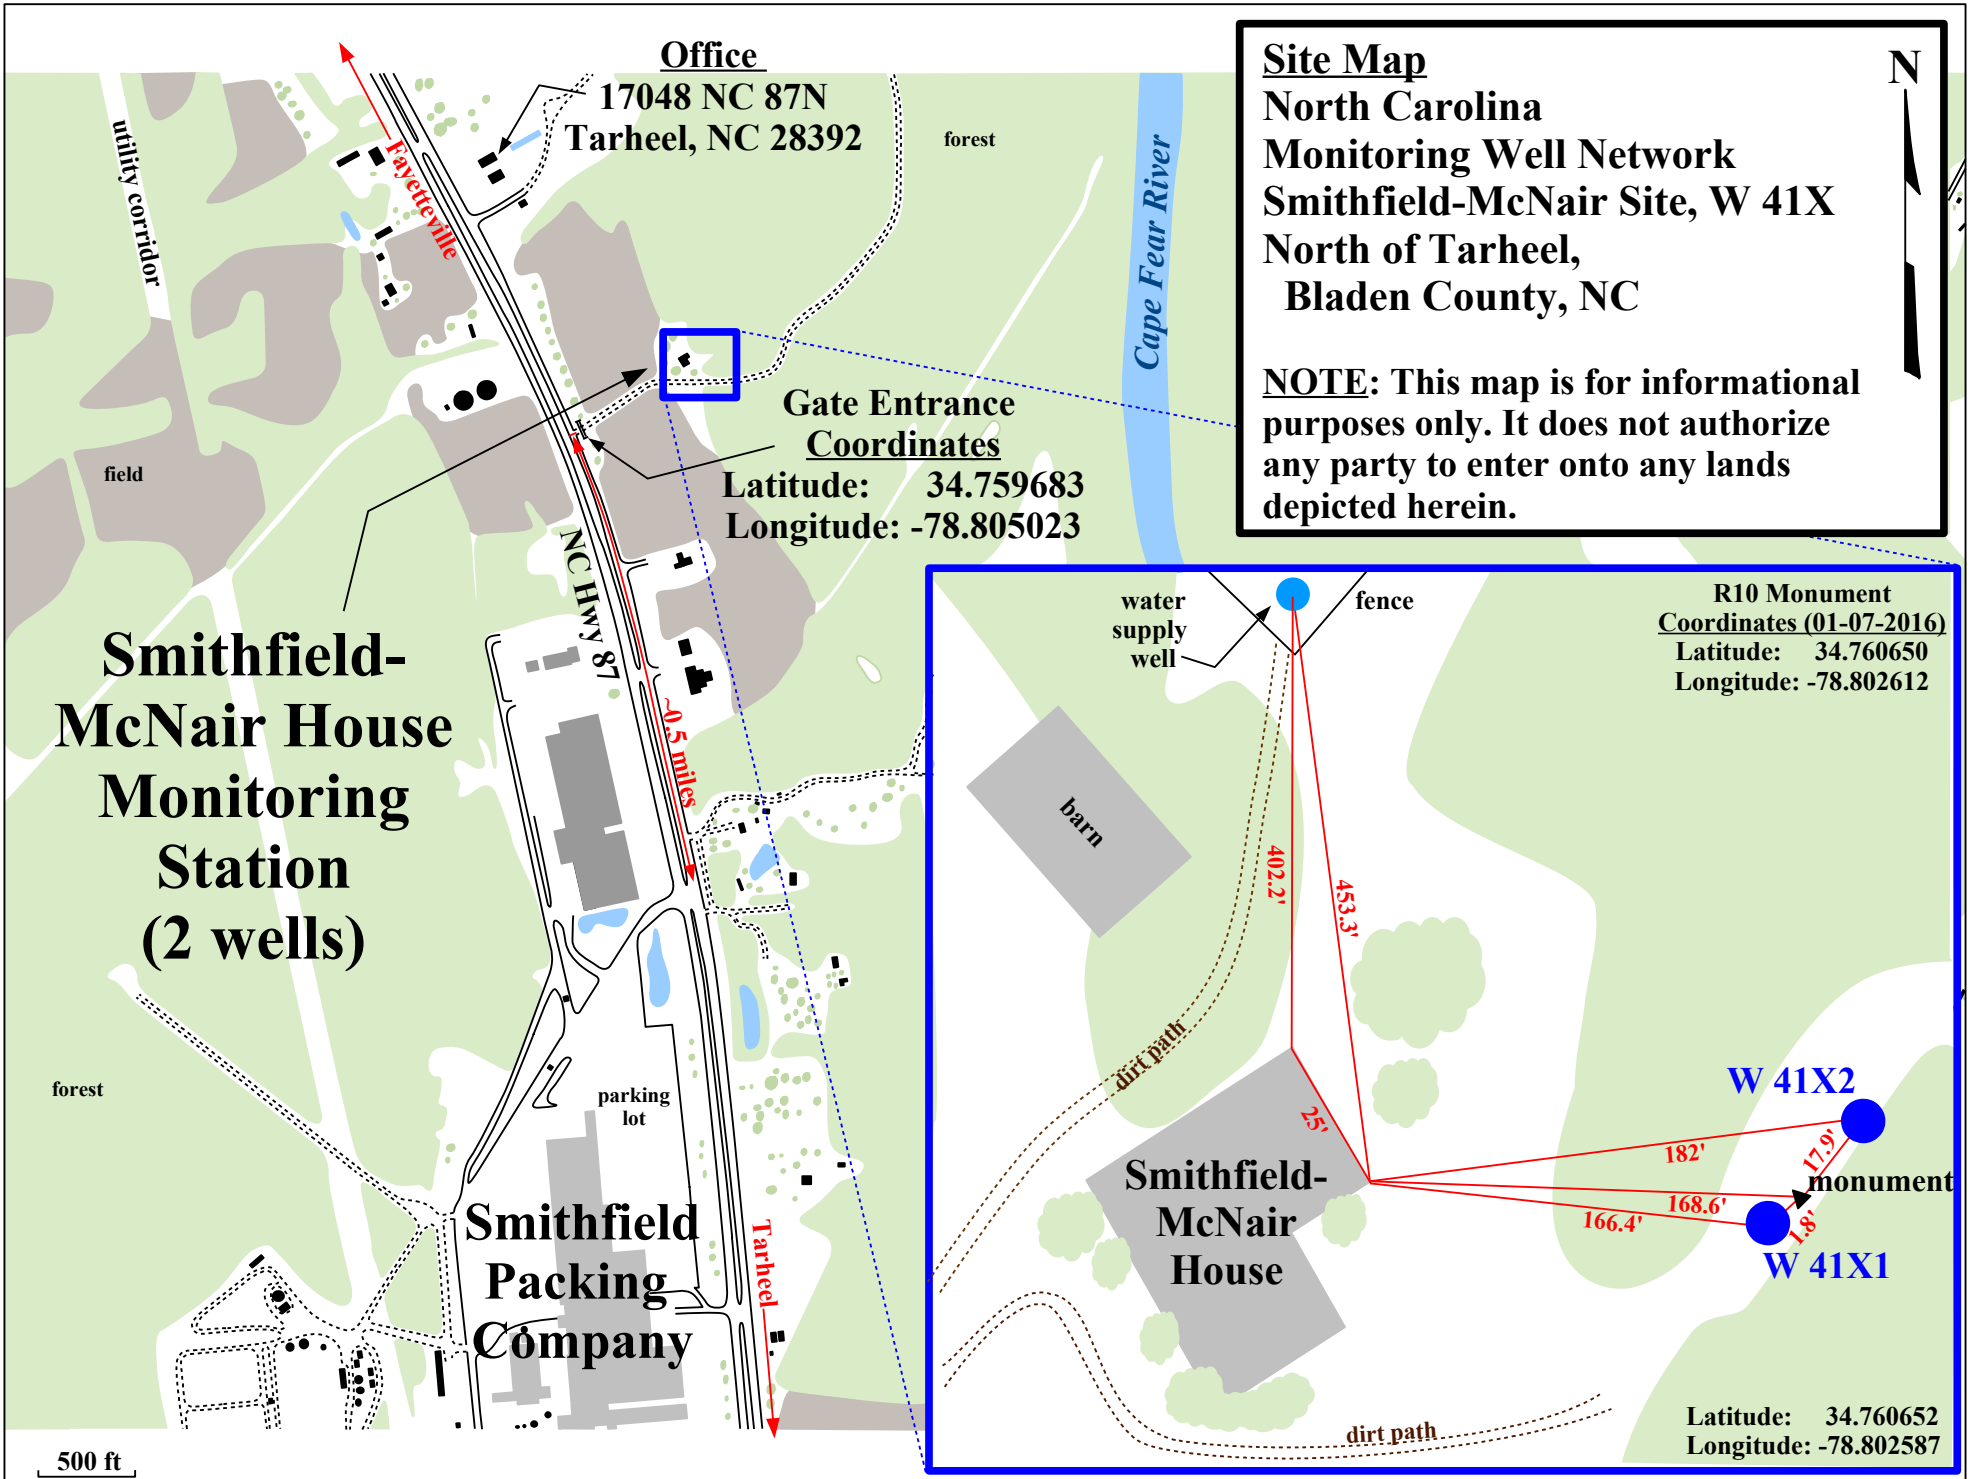 Office
17048 NC 87N
Tarheel, NC 28392
Site Map
North Carolina
Monitoring Well Network
Smithfield-McNair Site, W 41X
North of Tarheel,
Bladen County, NC
NOTE: This map is for informational
purposes only. It does not authorize
any party to enter onto any lands
depicted herein.
N
utility corridor
Fayetteville
forest
Cape Fear River
Gate Entrance
Coordinates
Latitude: 34.759683
Longitude: -78.805023
field
NC Hwy 87
~0.5 miles
Smithfield-
McNair House
Monitoring
Station
(2 wells)
forest
parking
lot
Smithfield
Packing
Company
Tarheel
500 ft
water
supply
well
fence
R10 Monument
Coordinates (01-07-2016)
Latitude: 34.760650
Longitude: -78.802612
barn
402.2'
453.3'
dirt path
25'
Smithfield-
McNair
House
W 41X2
182'
17.9'
monument
168.6'
166.4'
1.8'
W 41X1
dirt path
Latitude: 34.760652
Longitude: -78.802587